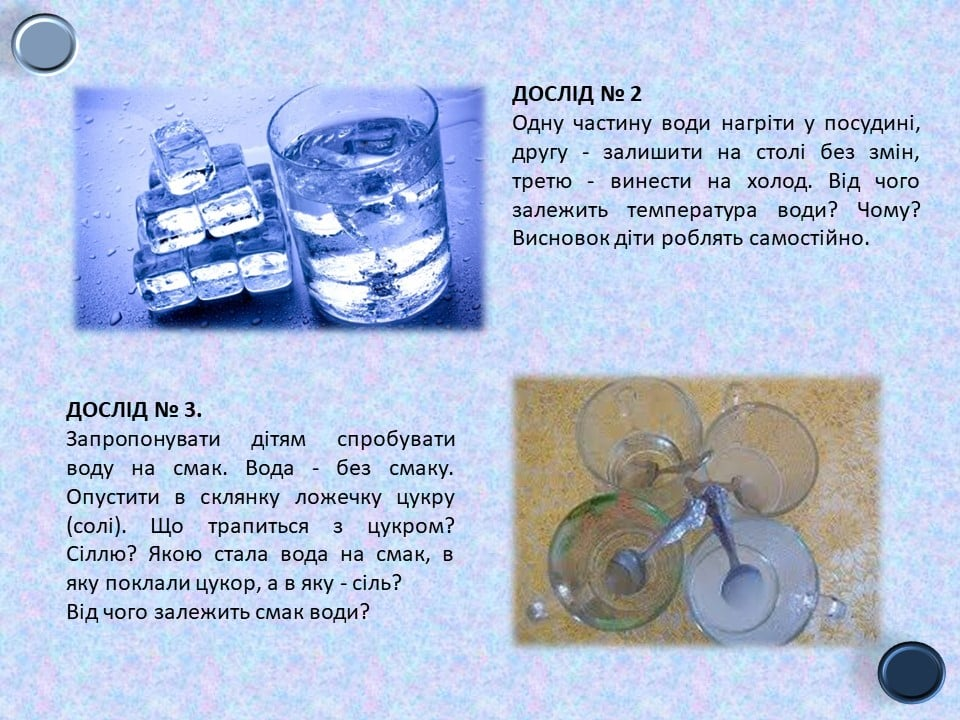 ДОСЛІД № 2
Одну частину води нагріти у посудині,
другу - залишити на столі без змін,
третю - винести на холод. Від чого
залежить температура води? Чому?
Висновок діти роблять самостійно.
ДОСЛІД № 3.
Запропонувати дітям спробувати
воду на смак. Вода - без смаку.
Опустити в склянку ложечку цукру
(солі). Що трапиться з цукром?
Сіллю? Якою стала вода на смак, в
яку поклали цукор, а в яку - сіль?
Від чого залежить смак води?